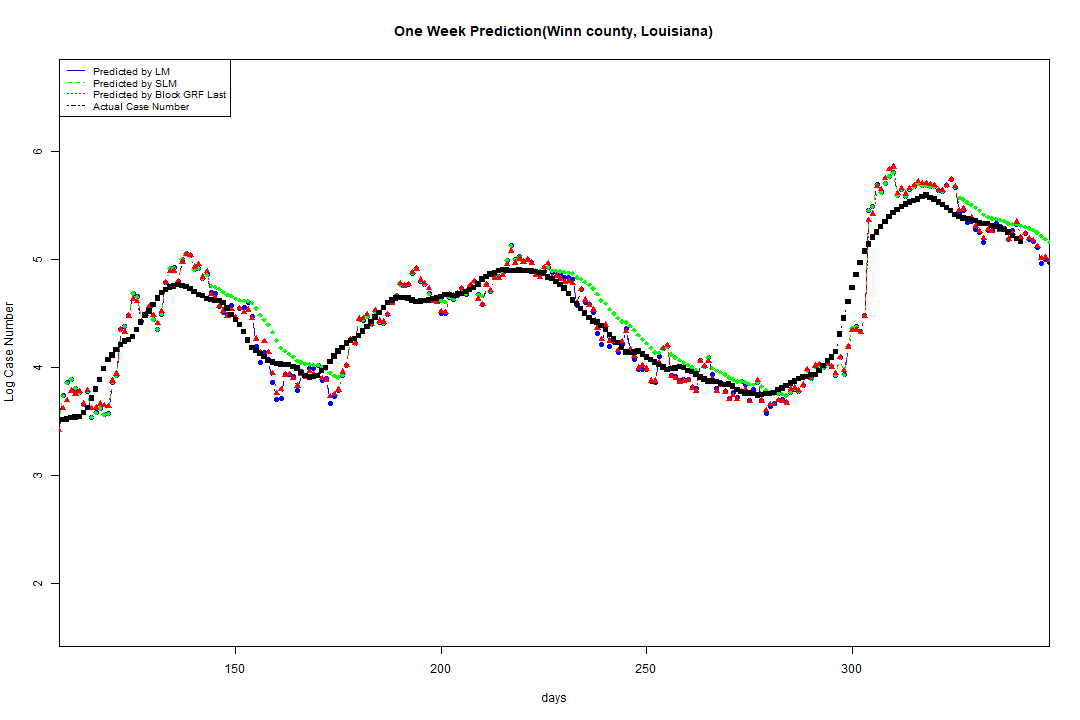 One Week Prediction(Winn county, Louisiana)
Predicted by LM
Predicted by SLM
Predicted by Block GRF Last
Actual Case Number
Log Case Number
6
5
4
3
2
150 200 250 300
days